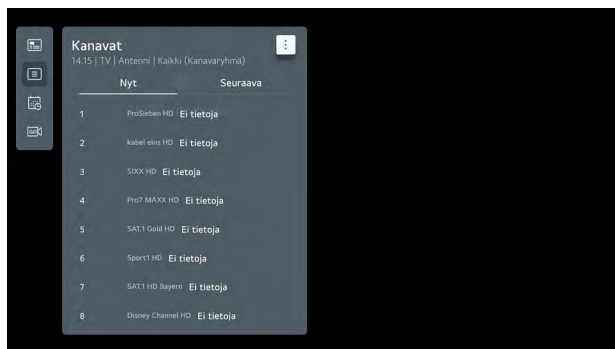 Kanavat
14.15 | TV | Antenni | Kaikki (Kanavaryhmä)
Nyt Seuraava
1 ProSieben HD Ei tietoja
2 kabel eins HD Ei tietoja
3 SIXX HD Ei tietoja
4 Pro7 MAXX HD Ei tietoja
5 SAT.1 Gold HD Ei tietoja
6 Sport1 HD Ei tietoja
7 SAT.1 HD Bayern Ei tietoja
8 Disney Channel HD Ei tietoja